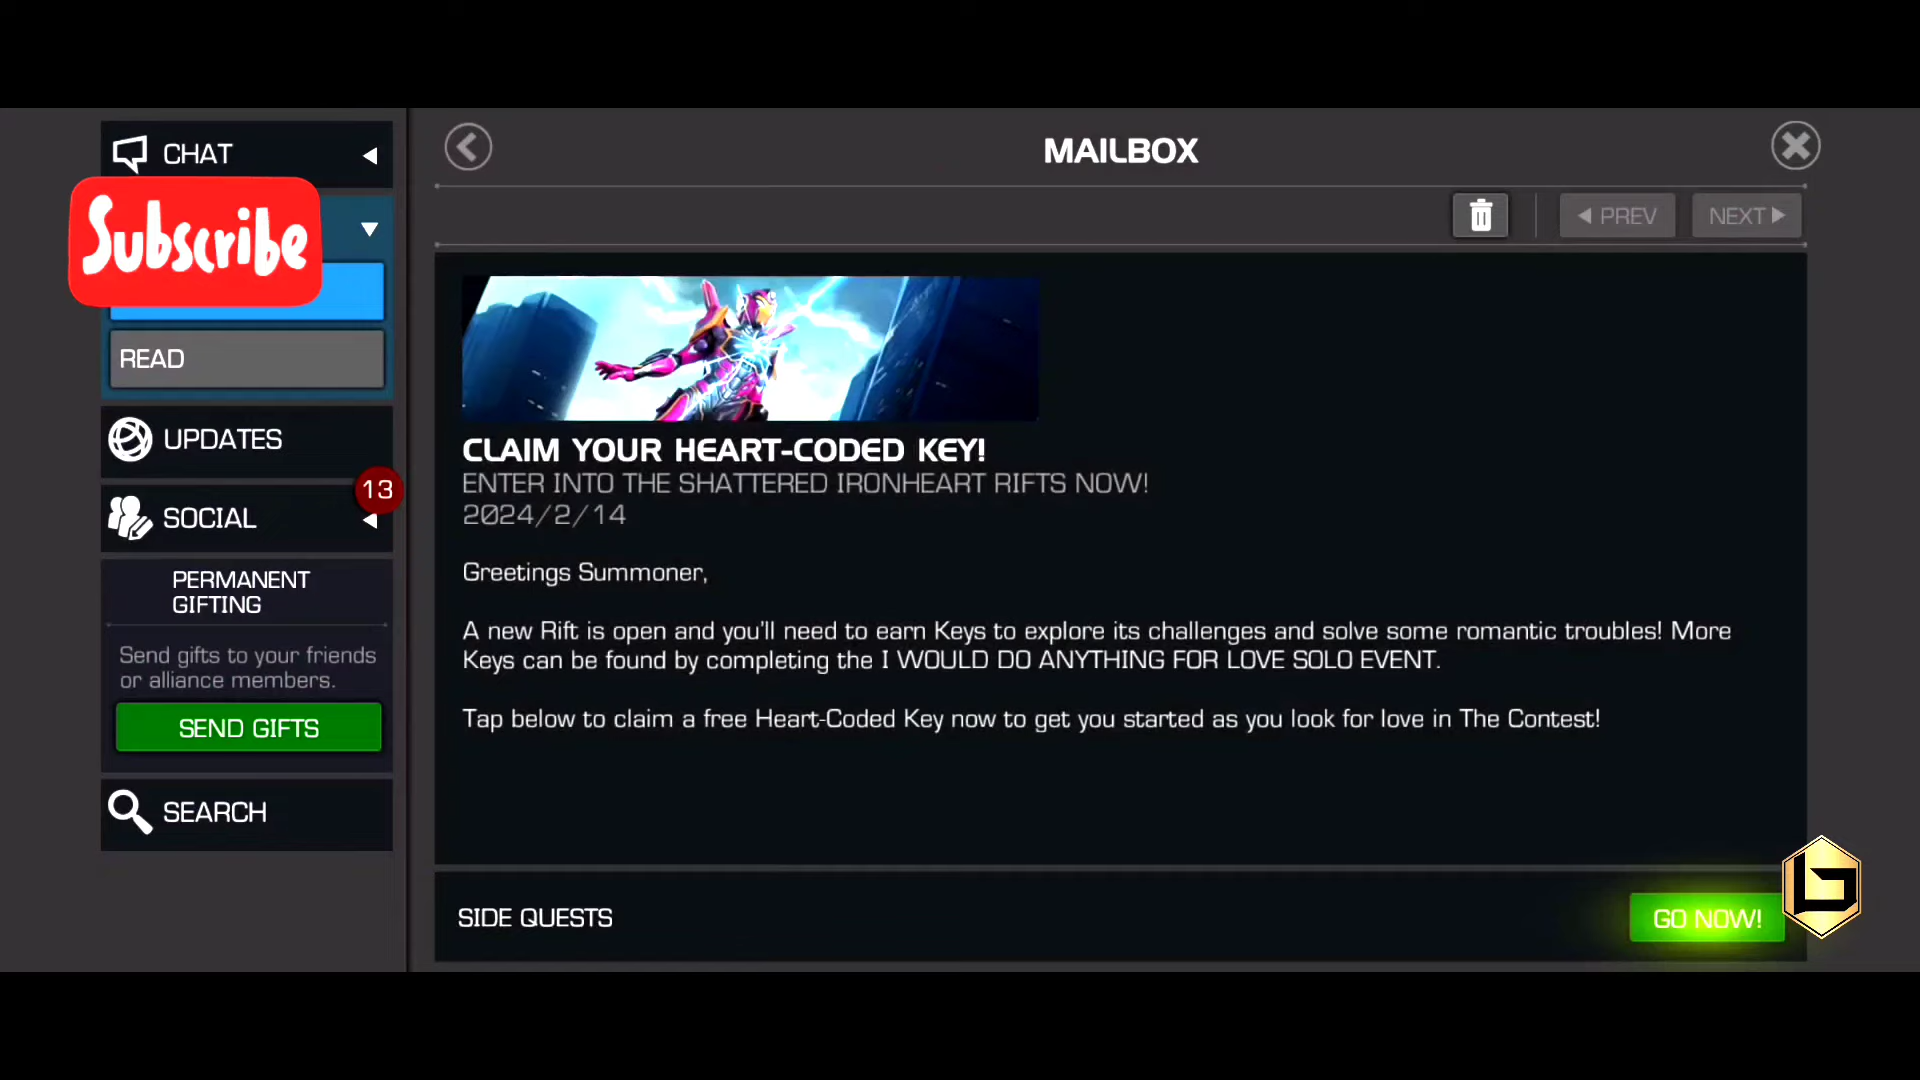 CHAT
Subscribe
READ
UPDATES
13
SOCIAL
PERMANENT
GIFTING
Send gifts to your friends
or alliance members.
SEND GIFTS
SEARCH
MAILBOX
PREV
NEXT
CLAIM YOUR HEART-CODED KEY!
ENTER INTO THE SHATTERED IRONHEART RIFTS NOW!
2024/2/14
Greetings Summoner,
A new Rift is open and you'll need to earn Keys to explore its challenges and solve some romantic troubles! More
Keys can be found by completing the I WOULD DO ANYTHING FOR LOVE SOLO EVENT.
Tap below to claim a free Heart-Coded Key now to get you started as you look for love in The Contest!
SIDE QUESTS
GO NOW!